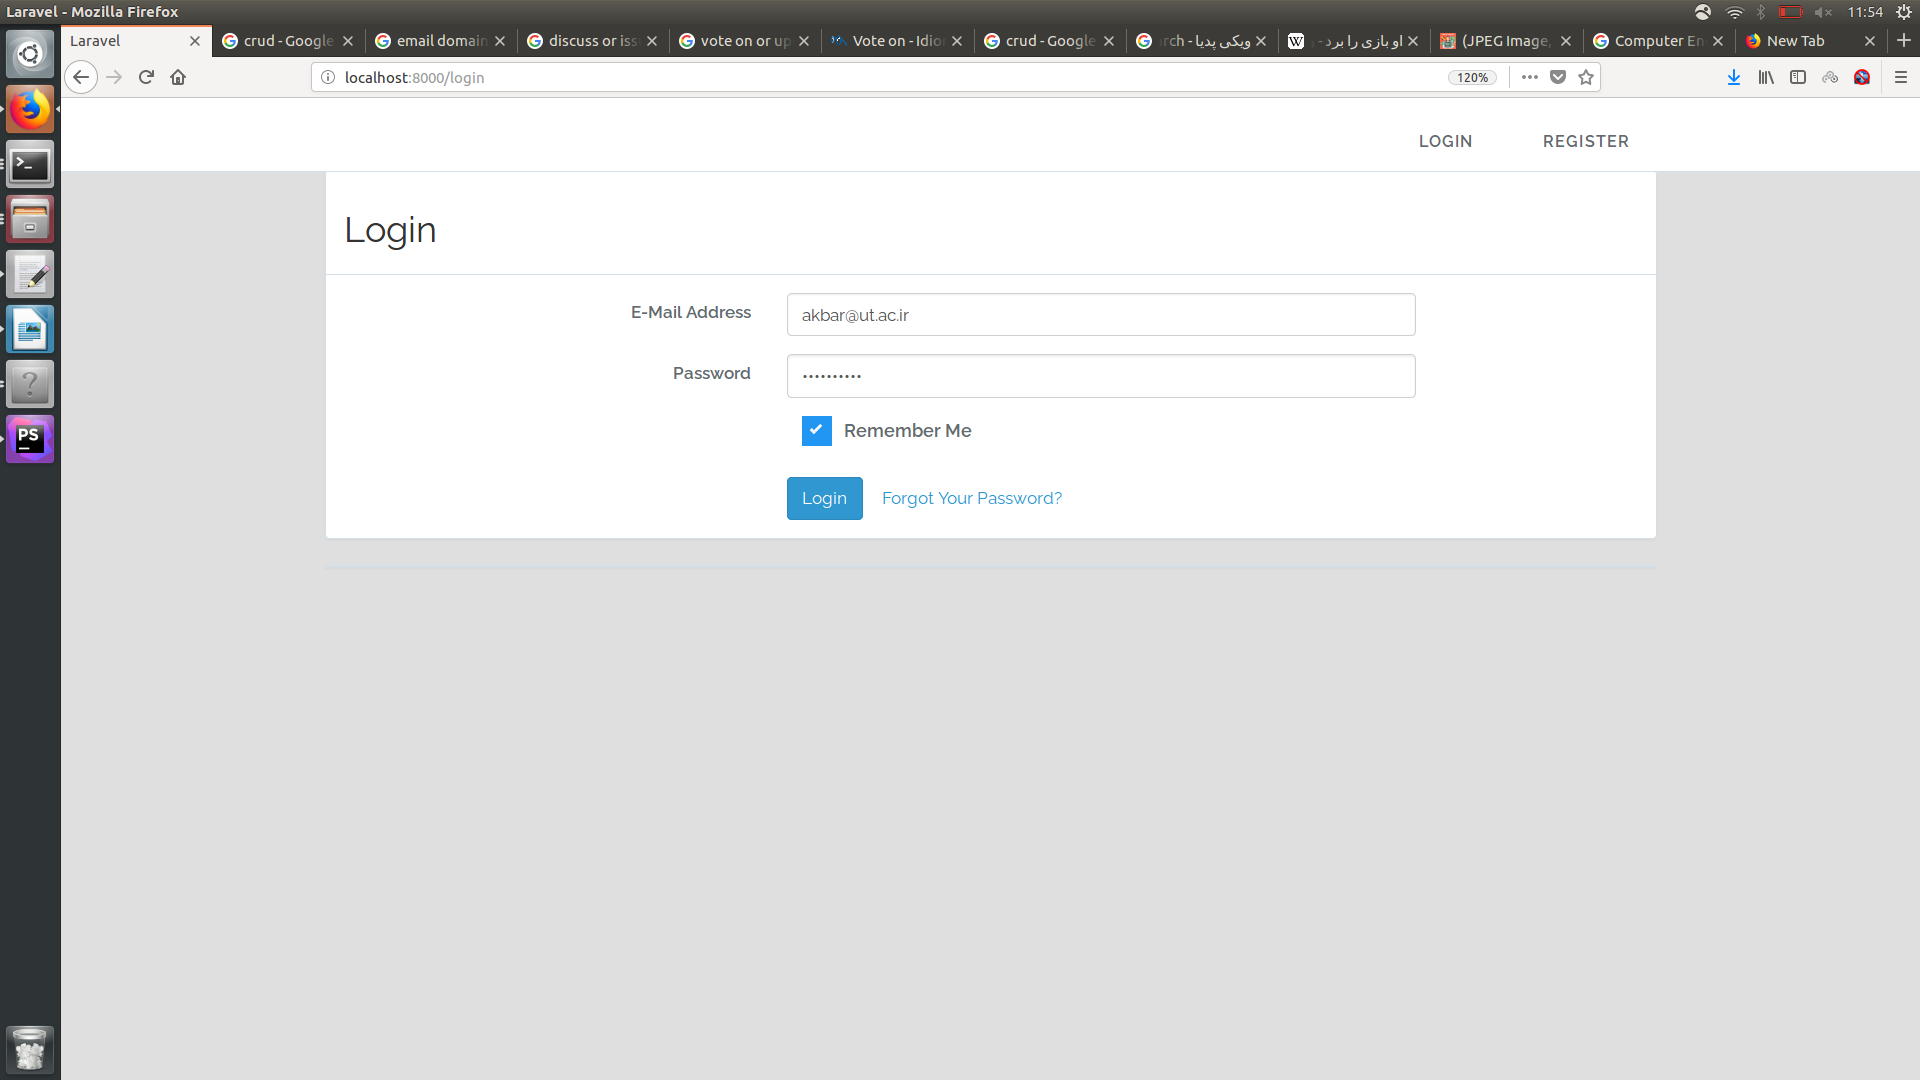 Laravel - Mozilla Firefox
11:54
Laravel
crud - Google
email domain
discuss or iss
vote on or up
Vote on - Idio
crud - Google
ویکی پدیا - rch
او بازی را برد -
(JPEG Image,
Computer En
New Tab
localhost:8000/login
120%
LOGIN
REGISTER
Login
E-Mail Address
akbar@ut.ac.ir
Password
Remember Me
Login
Forgot Your Password?
PS